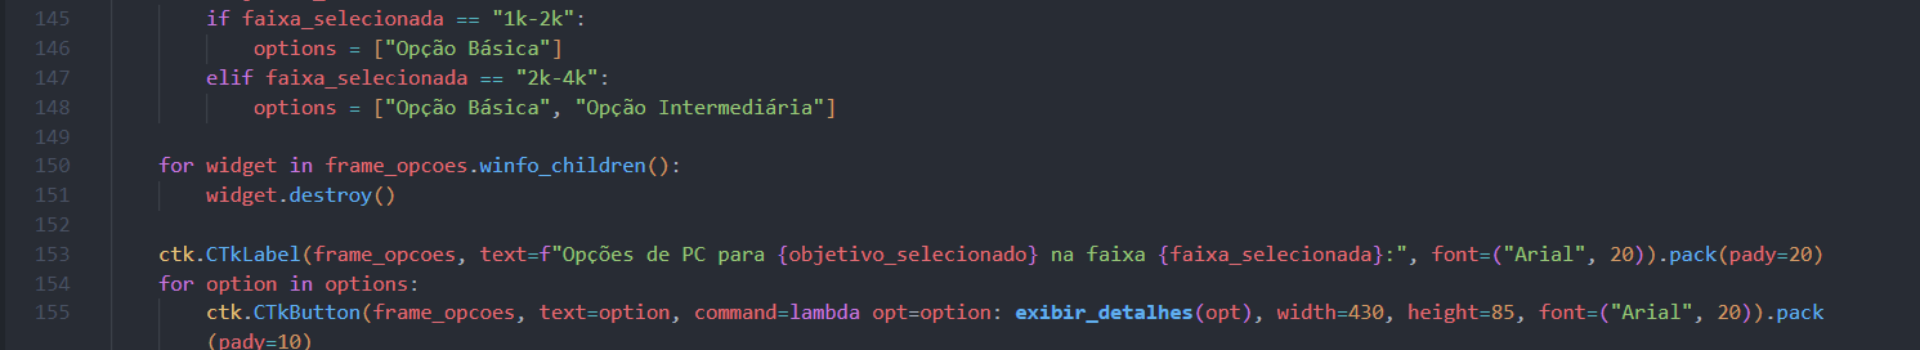 145 if faixa_selecionada == "1k-2k":
146 options = ["Opção Básica"]
147 elif faixa_selecionada == "2k-4k":
148 options = ["Opção Básica", "Opção Intermediária"]
149
150 for widget in frame_opcoes.winfo_children():
151 widget.destroy()
152
153 ctk.CTkLabel(frame_opcoes, text=f"Opções de PC para {objetivo_selecionado} na faixa {faixa_selecionada}:", font=("Arial", 20)).pack(pady=20)
154 for option in options:
155 ctk.CTkButton(frame_opcoes, text=option, command=lambda opt=option: exibir_detalhes(opt), width=430, height=85, font=("Arial", 20)).pack
(pady=10)